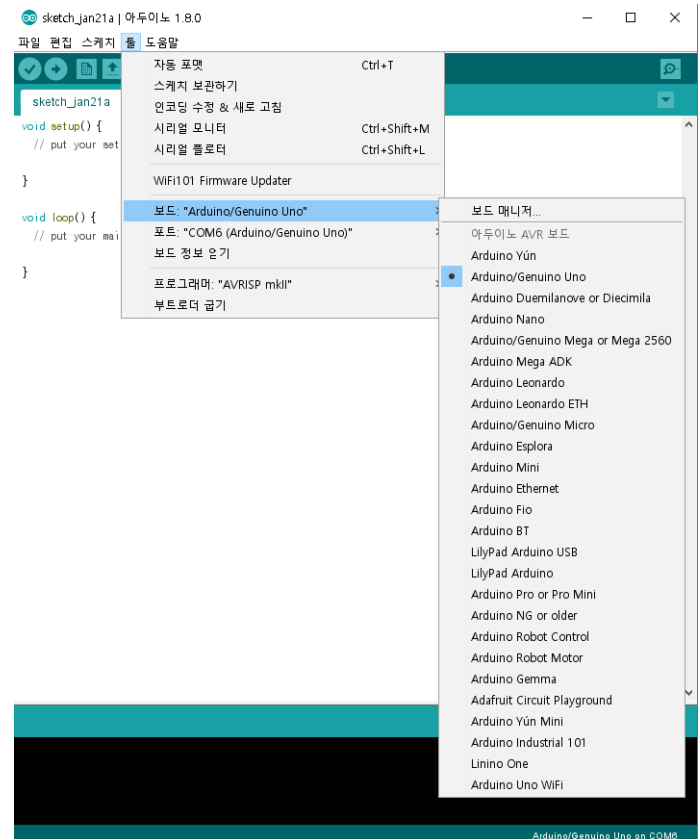 sketch_jan21a | 아두이노 1.8.0
파일 편집 스케치 툴 도움말
sketch_jan21a
void setup() {
// put your set
}
void loop() {
// put your mai
}
자동 포맷 Ctrl+T
스케치 보관하기
인코딩 수정 & 새로 고침
시리얼 모니터 Ctrl+Shift+M
시리얼 플로터 Ctrl+Shift+L
WiFi101 Firmware Updater
보드: "Arduino/Genuino Uno"
포트: "COM6 (Arduino/Genuino Uno)"
보드 정보 얻기
프로그래머: "AVRISP mkII"
부트로더 굽기
보드 매니저...
아두이노 AVR 보드
Arduino Yún
Arduino/Genuino Uno
Arduino Duemilanove or Diecimila
Arduino Nano
Arduino/Genuino Mega or Mega 2560
Arduino Mega ADK
Arduino Leonardo
Arduino Leonardo ETH
Arduino/Genuino Micro
Arduino Esplora
Arduino Mini
Arduino Ethernet
Arduino Fio
Arduino BT
LilyPad Arduino USB
LilyPad Arduino
Arduino Pro or Pro Mini
Arduino NG or older
Arduino Robot Control
Arduino Robot Motor
Arduino Gemma
Adafruit Circuit Playground
Arduino Yún Mini
Arduino Industrial 101
Linino One
Arduino Uno WiFi
Arduino/Genuino Uno on COM6